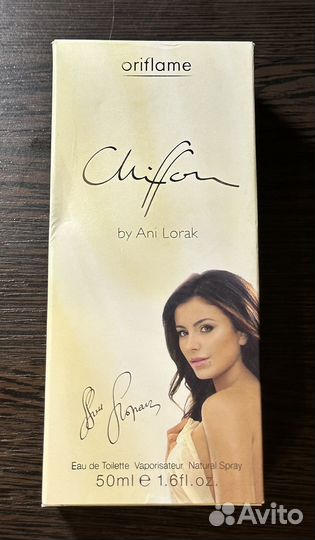 oriflame
Chiffon
by Ani Lorak
Eau de Toilette Vaporisateur Natural Spray
50ml e 1.6fl.oz.
Avito